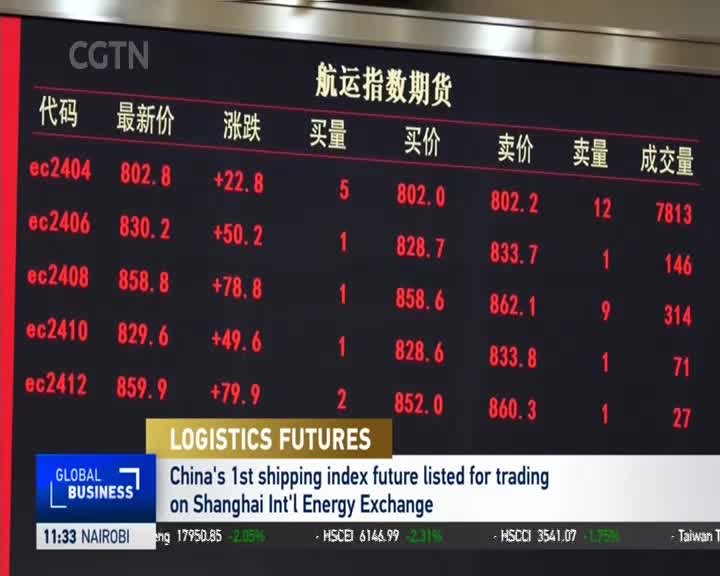 CGTN
航运指数期货
代码 最新价 涨跌 买量 买价 卖价 卖量 成交量
ec2404 802.8 +22.8 5 802.0 802.2 12 7813
ec2406 830.2 +50.2 1 828.7 833.7 1 146
ec2408 858.8 +78.8 1 858.6 862.1 9 314
ec2410 829.6 +49.6 1 828.6 833.8 1 71
ec2412 859.9 +79.9 2 852.0 860.3 1 27
LOGISTICS FUTURES
GLOBAL
BUSINESS
China's 1st shipping index future listed for trading
on Shanghai Int'l Energy Exchange
11:33 NAIROBI eng 17950.85 -2.05% · HSCEI 6146.99 -2.31% · HSCCI 3541.07 -1.75% · Taiwan T